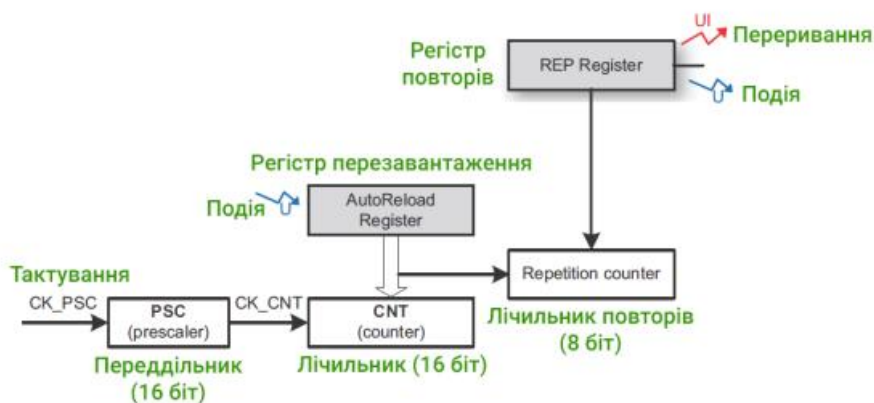 UI
Переривання
Регістр
повторів
REP Register
Подія
Регістр перезавантаження
Подія
AutoReload
Register
Тактування
CK_PSC
PSC
(prescaler)
CK_CNT
CNT
(counter)
Repetition counter
Переддільник
(16 біт)
Лічильник (16 біт)
Лічильник повторів
(8 біт)